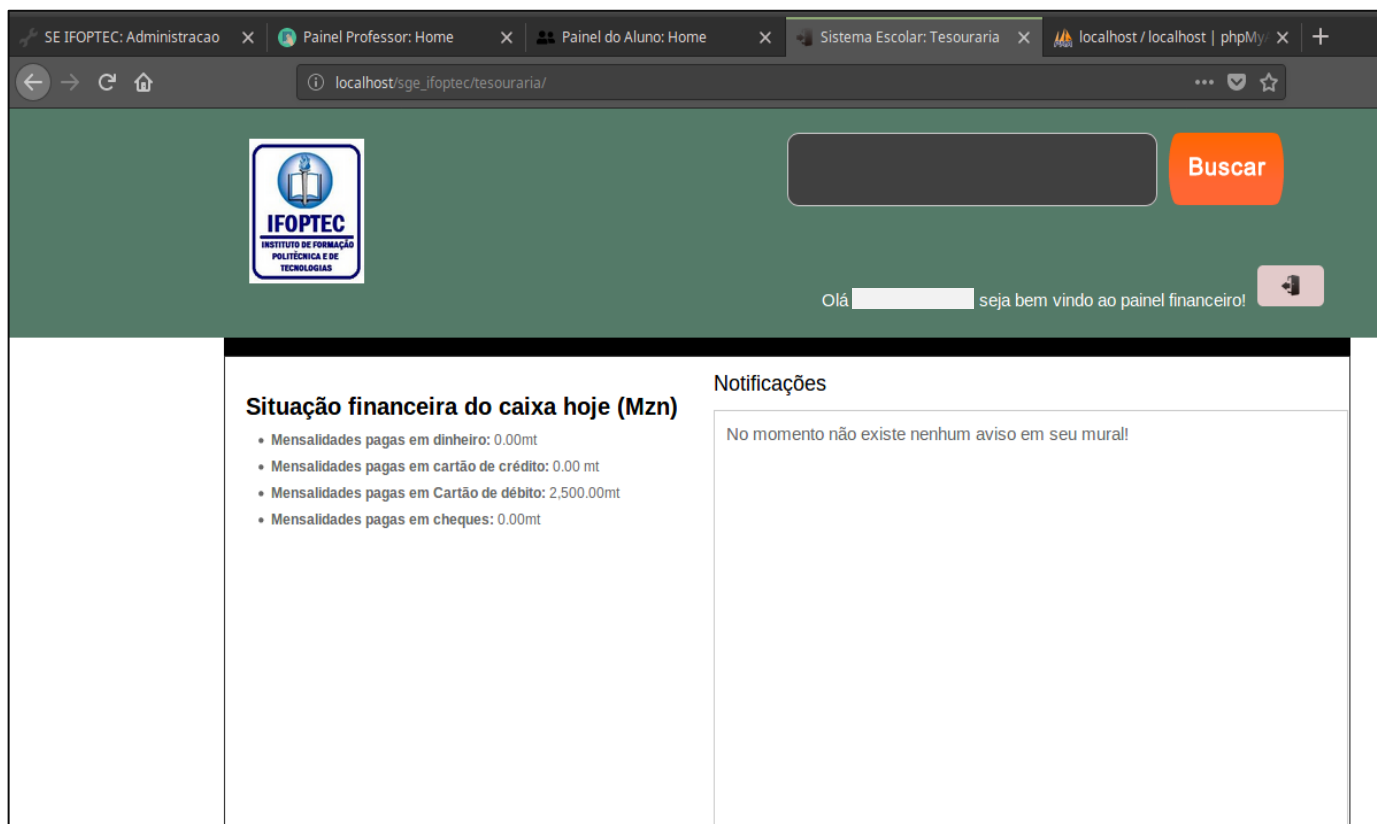 SE IFOPTEC: Administracao
Painel Professor: Home
Painel do Aluno: Home
Sistema Escolar: Tesouraria
localhost / localhost | phpMy
localhost/sge_ifoptec/tesouraria/
IFOPTEC
INSTITUTO DE FORMAÇÃO
POLITÉCNICA E DE
TECNOLOGIAS
Buscar
Olá seja bem vindo ao painel financeiro!
Situação financeira do caixa hoje (Mzn)
• Mensalidades pagas em dinheiro: 0.00mt
• Mensalidades pagas em cartão de crédito: 0.00 mt
• Mensalidades pagas em Cartão de débito: 2,500.00mt
• Mensalidades pagas em cheques: 0.00mt
Notificações
No momento não existe nenhum aviso em seu mural!